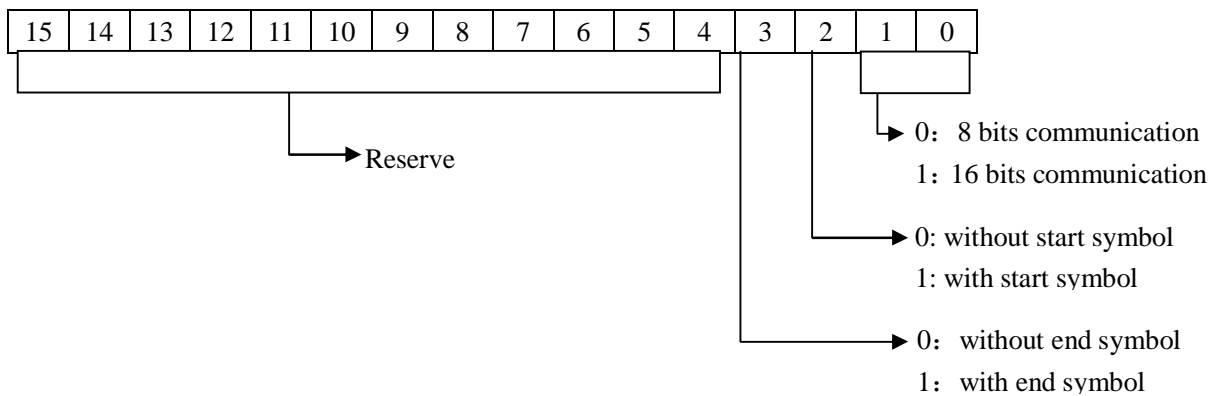 15 14 13 12 11 10 9 8 7 6 5 4 3 2 1 0
0： 8 bits communication
Reserve
1：16 bits communication
0: without start symbol
1: with start symbol
0： without end symbol
1： with end symbol